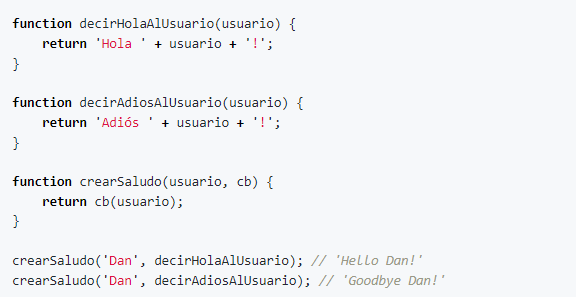 function decirHolaAlUsuario(usuario) {
    return 'Hola ' + usuario + '!';
}

function decirAdiosAlUsuario(usuario) {
    return 'Adiós ' + usuario + '!';
}

function crearSaludo(usuario, cb) {
    return cb(usuario);
}

crearSaludo('Dan', decirHolaAlUsuario); // 'Hello Dan!'
crearSaludo('Dan', decirAdiosAlUsuario); // 'Goodbye Dan!'